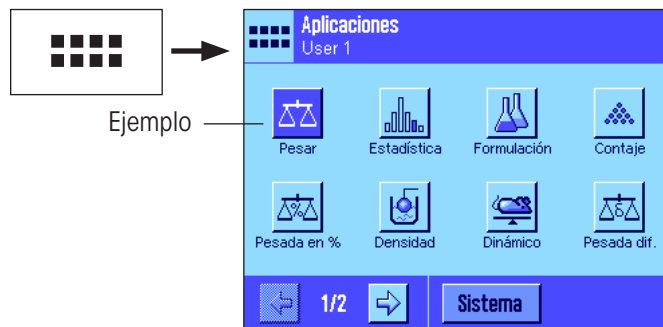 Aplicaciones
User 1
Ejemplo
Pesar
Estadística
Formulación
Contaje
Pesada en %
Densidad
Dinámico
Pesada dif.
1/2
Sistema